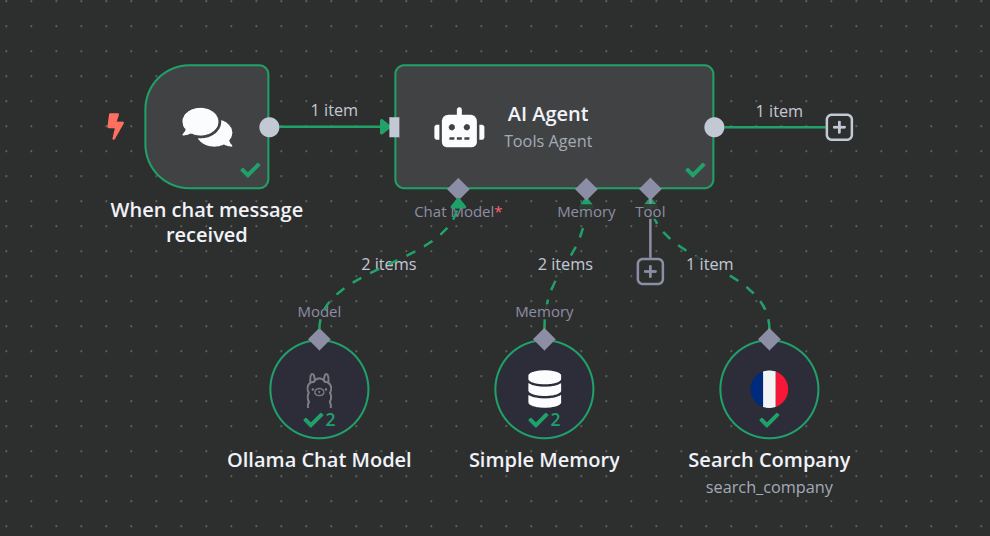 1 item
AI Agent
Tools Agent
1 item
When chat message
received
Chat Model*
Memory
Tool
2 items
2 items
1 item
Model
Memory
2
2
Ollama Chat Model
Simple Memory
Search Company
search_company